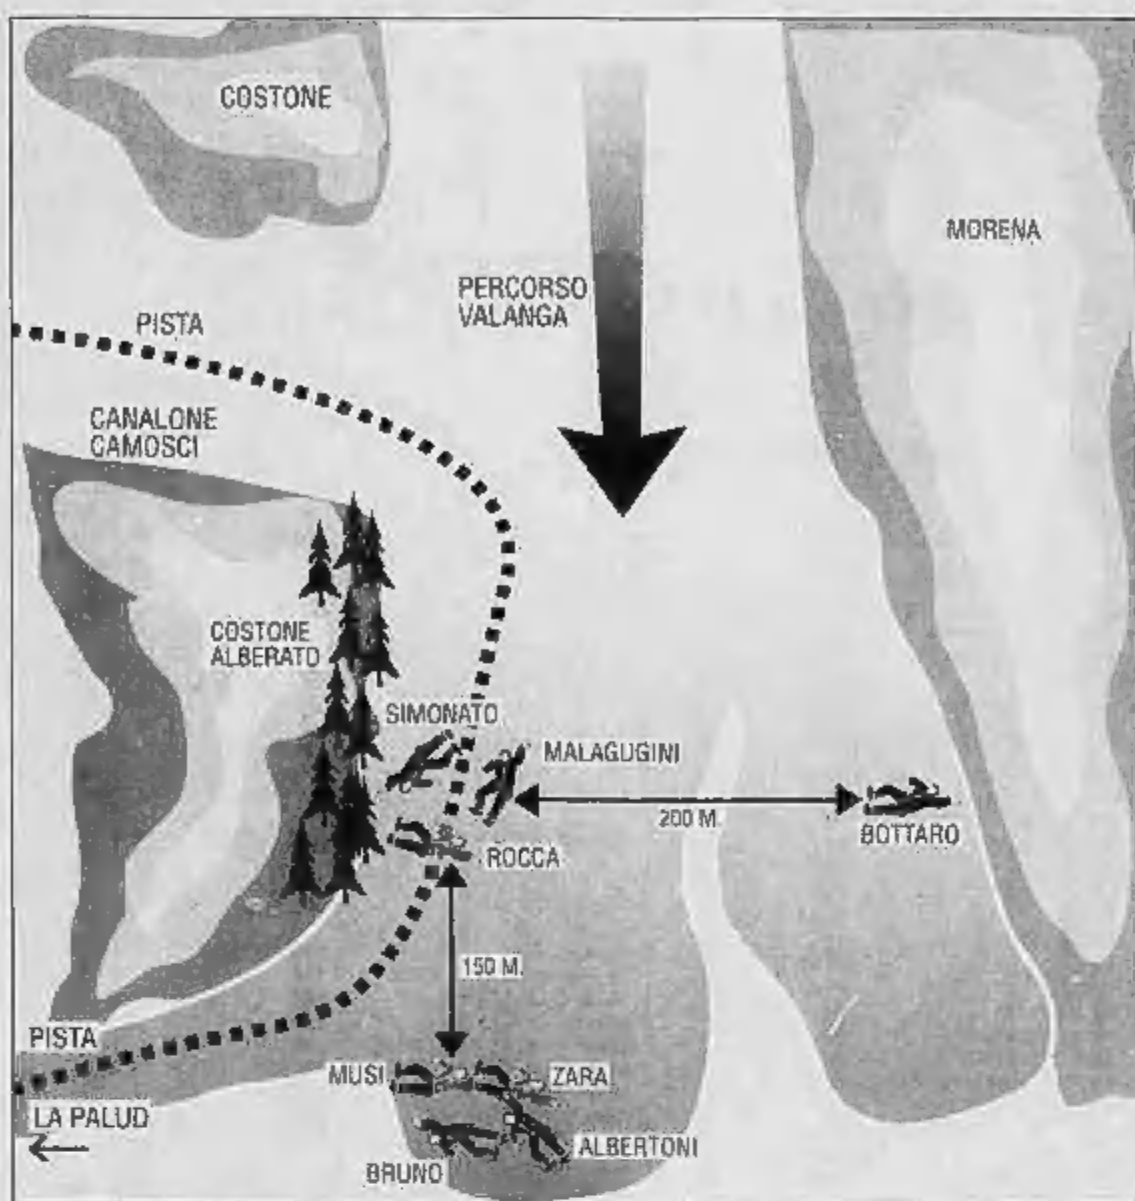 COSTONE
MORENA
PERCORSO
VALANGA
PISTA
CANALONE
CAMOSCI
COSTONE
ALBERATO
SIMONATO
MALAGUGINI
200 M.
BOTTARO
ROCCA
150 M.
PISTA
MUSI
ZARA
LA PALUD
ALBERTONI
BRUNO